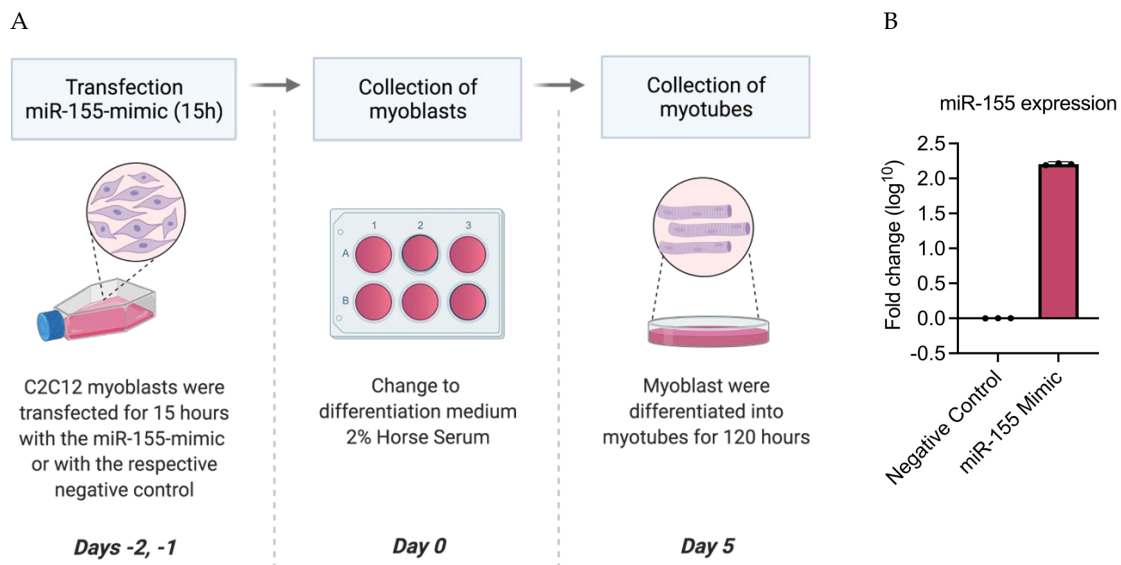 A
Transfection
miR-155-mimic (15h)
Collection of
myoblasts
Collection of
myotubes
1 2 3
A
B
C2C12 myoblasts were
transfected for 15 hours
with the miR-155-mimic
or with the respective
negative control
Change to
differentiation medium
2% Horse Serum
Myoblast were
differentiated into
myotubes for 120 hours
Days -2, -1
Day 0
Day 5
B
miR-155 expression
Fold change (log10)
2.5
2.0
1.5
1.0
0.5
0.0
-0.5
Negative Control
miR-155 Mimic